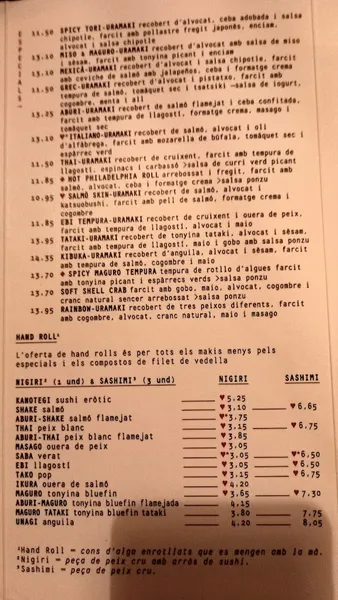 11.50 SPICY TORI-URAMAKI recobert d'alvocat, ceba adobada i salsa
chipotle, farcit amb pollastre fregit japonès, enciam,
alvocat i salsa chipotle
13.10 MISO & MAGURO-URAMAKI recobert d'alvocat amb salsa de miso
i sèsam, farcit amb tonyina picant i enciam
13.10 MEXICÀ-URAMAKI recobert d'alvocat i salsa chipotle, farcit
amb ceviche de salmó amb jalapeños, ceba i formatge crema
11.50 GREC-URAMAKI recobert d'alvocat i pistatxo, farcit amb
tempura de salmó, tomàquet sec i tsatsiki —salsa de iogurt,
cogombre, menta i all
13.25 ABURI-URAMAKI recobert de salmó flamejat i ceba confitada,
farcit amb tempura de llagostí, formatge crema, masago i
tomàquet sec
13.10 ♥*ITALIANO-URAMAKI recobert de salmó, alvocat i oli
d'alfàbrega, farcit amb mozarella de búfala, tomàquet sec i
espàrrec verd
11.50 THAI-URAMAKI recobert de cruixent, farcit amb tempura de
llagostí, espinacs i carbassó >salsa de curri verd picant
11.85 HOT PHILADELPHIA ROLL arrebossat i fregit, farcit amb
salmó, alvocat, ceba i formatge crema >salsa ponzu
10.95 ♥ SALMÓ SKIN-URAMAKI recobert de salmó, alvocat i
katsuobushi, farcit amb pell de salmó, formatge crema i
cogombre
11.85 EBI TEMPURA-URAMAKI recobert de cruixent i ouera de peix,
farcit amb tempura de llagostí, alvocat i maio
13.95 TATAKI-URAMAKI recobert de tonyina tataki, alvocat i sèsam,
farcit amb tempura de llagostí, maio i gobo amb salsa ponzu
14.35 KIBUKA-URAMAKI recobert d'anguila, alvocat i sèsam, farcit
amb tempura de salmó, cogombre i maio
13.70 SPICY MAGURO TEMPURA tempura de rotllo d'algues farcit
amb tonyina picant i espàrrecs verds >salsa ponzu
13.70 SOFT SHELL CRAB farcit amb gobo, maio, alvocat, cogombre i
cranc natural sencer arrebossat >salsa ponzu
13.95 RAINBOW-URAMAKI recobert de tres peixos diferents, farcit
amb cogombre, alvocat, cranc natural, maio i masago
HAND ROLL¹
L'oferta de hand rolls és per tots els makis menys pels
especials i els compostos de filet de vedella
NIGIRI² (1 und) & SASHIMI³ (3 und) NIGIRI SASHIMI
KANOTEGI sushi eròtic ♥5.25
SHAKE salmó ♥3.10 ♥6.65
ABURI-SHAKE salmó flamejat ♥*3.75
THAI peix blanc ♥3.15 ♥6.75
ABURI-THAI peix blanc flamejat ♥3.85
MASAGO ouera de peix ♥3.05
SABA verat ♥*3.05 ♥*6.50
EBI llagostí ♥3.05 ♥6.50
TAKO pop ♥3.15 ♥6.75
IKURA ouera de salmó ♥4.20
MAGURO tonyina bluefin ♥3.65 ♥7.30
ABURI-MAGURO tonyina bluefin flamejada 4.15
MAGURO TATAKI tonyina bluefin tataki 3.80 7.75
UNAGI anguila 4.20 8.05
¹Hand Roll = cons d'alga enrotllats que es mengen amb la mà.
²Nigiri = peça de peix cru amb arròs de sushi.
³Sashimi = peça de peix cru.